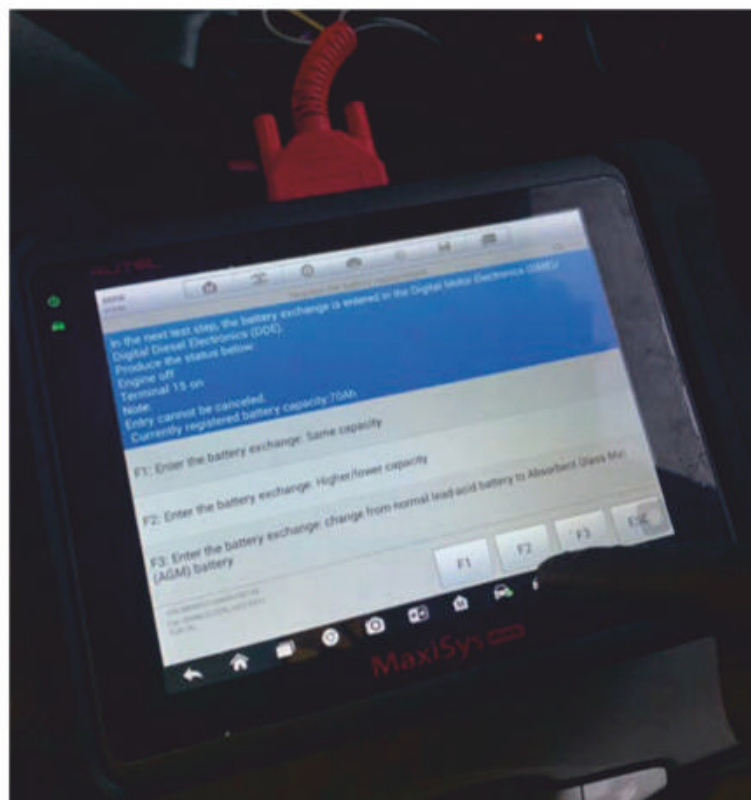 AUTEL
In the next test step, the battery exchange is entered in the Digital Motor Electronics (DME)/
Digital Diesel Electronics (DDE).
Produce the status below:
Engine off
Terminal 15 on
Note:
Entry cannot be canceled.
Currently registered battery capacity:70Ah
F1: Enter the battery exchange: Same capacity
F2: Enter the battery exchange: Higher/lower capacity
F3: Enter the battery exchange: change from normal lead-acid battery to Absorbent Glass Mat
(AGM) battery
F1 F2 F3 ESC
MaxiSys